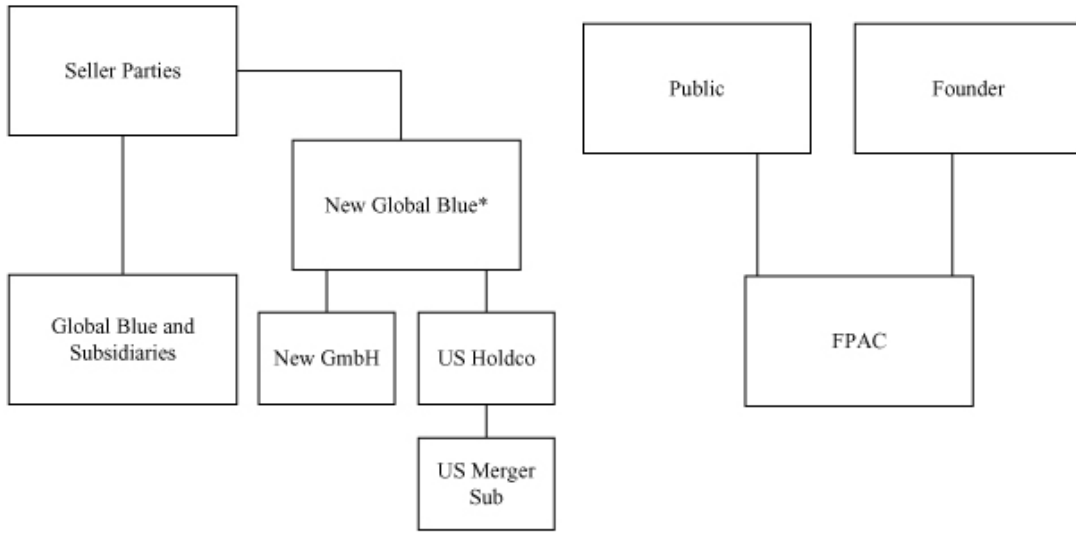 Seller Parties
Public
Founder
New Global Blue*
Global Blue and
Subsidiaries
New GmbH
US Holdco
FPAC
US Merger
Sub